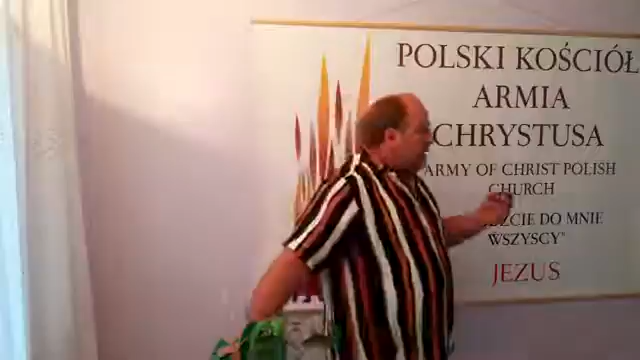 POLSKI KOŚCIÓŁ
ARMIA
CHRYSTUSA
ARMY OF CHRIST POLISH
CHURCH
DO MNIE
WSZYSCY"
JEZUS